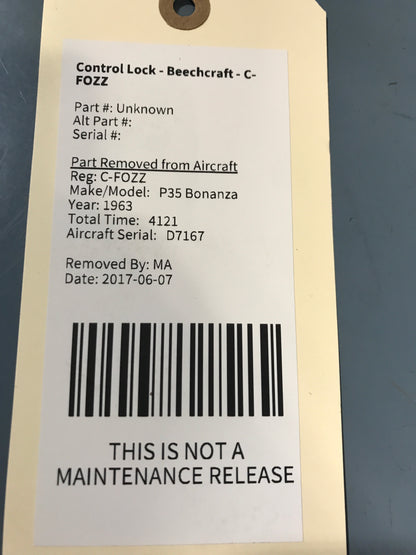 Control Lock - Beechcraft - C-
FOZZ
Part #: Unknown
Alt Part #:
Serial #:
Part Removed from Aircraft
Reg: C-FOZZ
Make/Model: P35 Bonanza
Year: 1963
Total Time: 4121
Aircraft Serial: D7167
Removed By: MA
Date: 2017-06-07
THIS IS NOT A
MAINTENANCE RELEASE